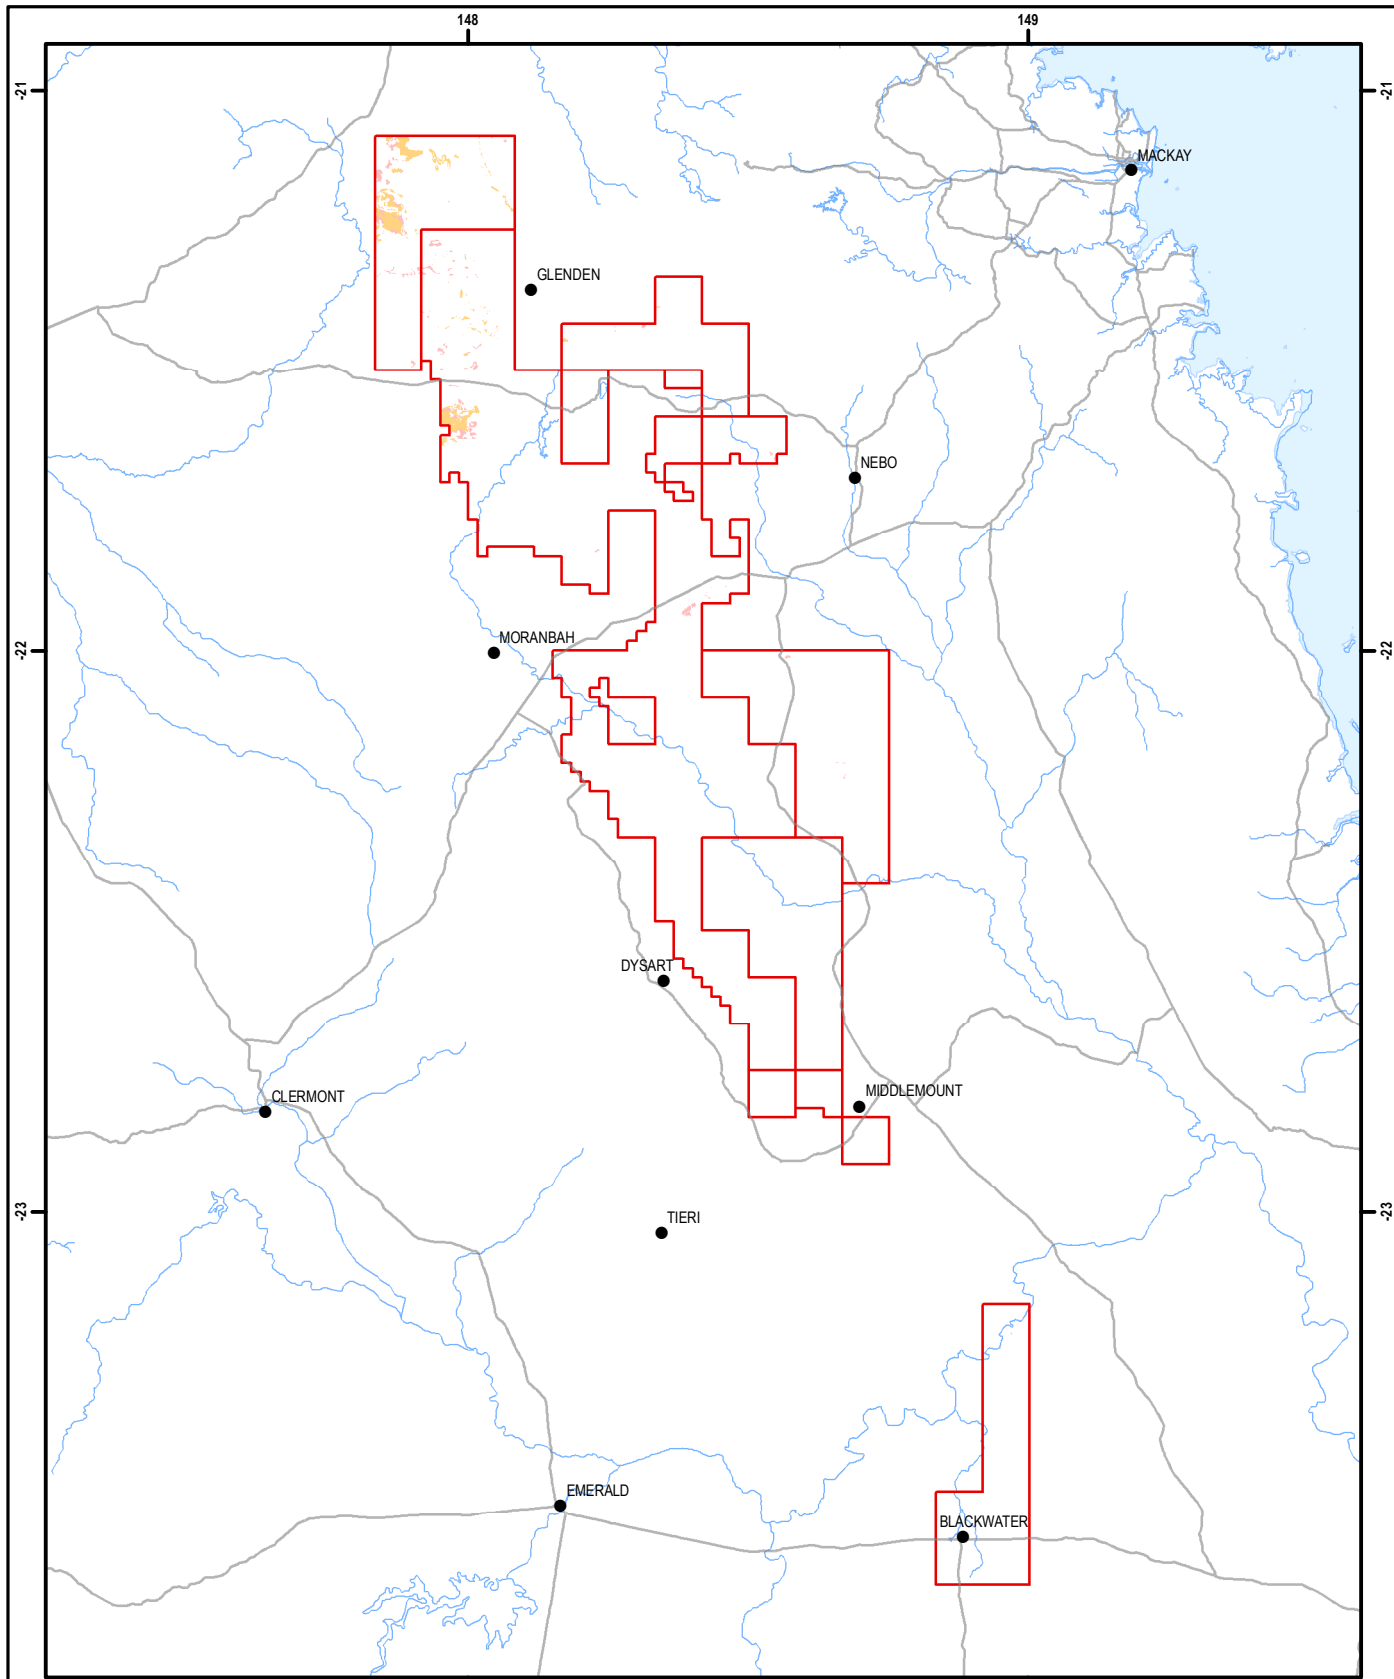 148
149
-21
-21
MACKAY
GLENDEN
NEBO
-22
MORANBAH
-22
DYSART
CLERMONT
MIDDLEMOUNT
-23
TIERI
-23
EMERALD
BLACKWATER